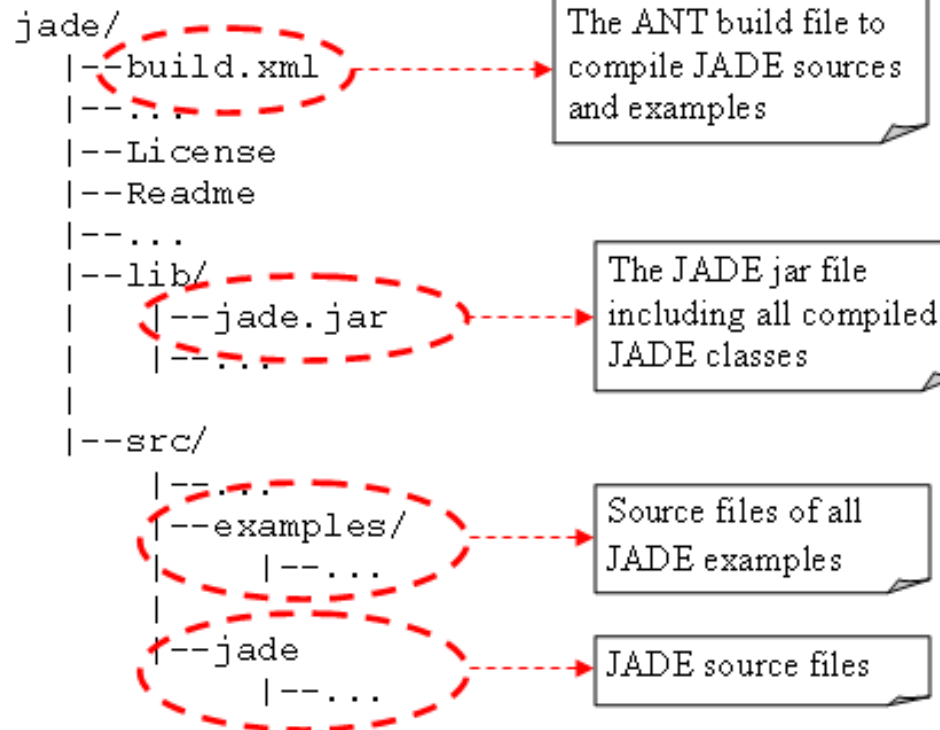 jade/
|--build.xml
|--...
|--License
|--Readme
|--...
|--lib/
|  |--jade.jar
|  |--...
|
|--src/
|--...
|--examples/
|  |--...
|
|--jade
|--...
The ANT build file to
compile JADE sources
and examples
The JADE jar file
including all compiled
JADE classes
Source files of all
JADE examples
JADE source files